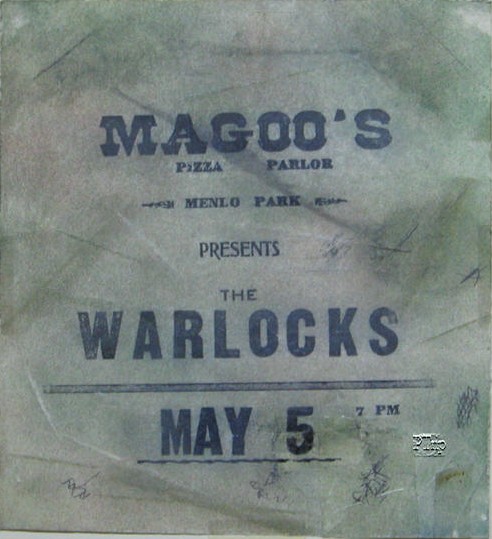 MAGOO'S
PIZZA PARLOR
MENLO PARK
PRESENTS
THE
WARLOCKS
MAY 5 7 PM